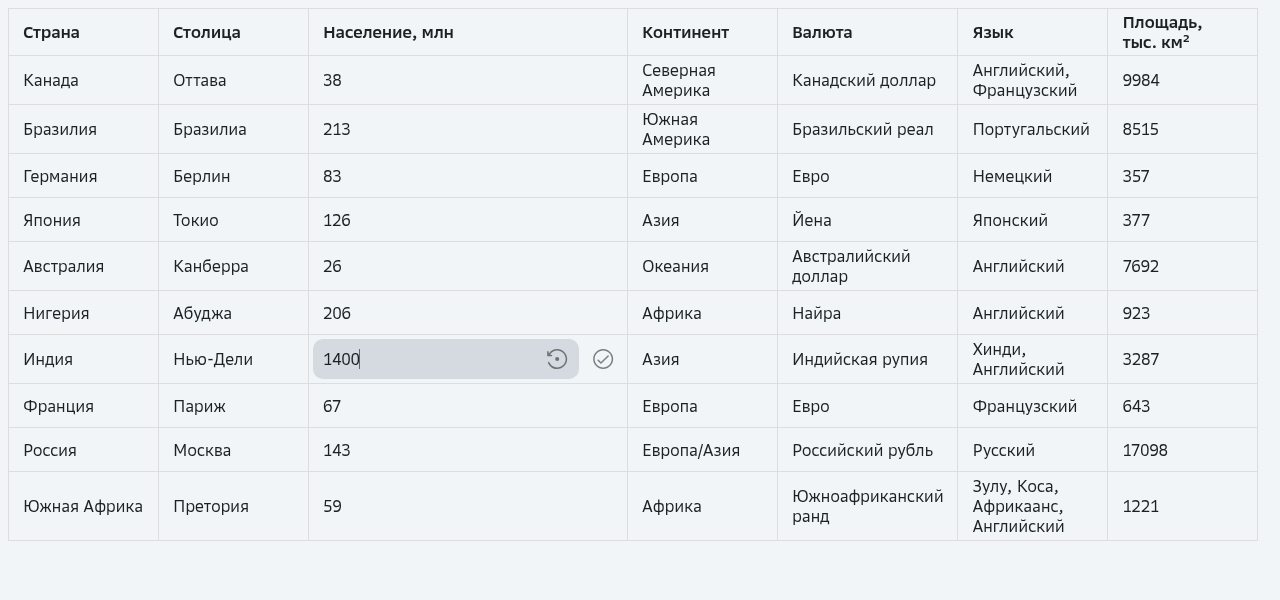 Страна Столица Население, млн Континент Валюта Язык Площадь, тыс. км²
Канада Оттава 38 Северная Америка Канадский доллар Английский, Французский 9984
Бразилия Бразилиа 213 Южная Америка Бразильский реал Португальский 8515
Германия Берлин 83 Европа Евро Немецкий 357
Япония Токио 126 Азия Йена Японский 377
Австралия Канберра 26 Океания Австралийский доллар Английский 7692
Нигерия Абуджа 206 Африка Найра Английский 923
Индия Нью-Дели 1400 Азия Индийская рупия Хинди, Английский 3287
Франция Париж 67 Европа Евро Французский 643
Россия Москва 143 Европа/Азия Российский рубль Русский 17098
Южная Африка Претория 59 Африка Южноафриканский ранд Зулу, Коса, Африкаанс, Английский 1221